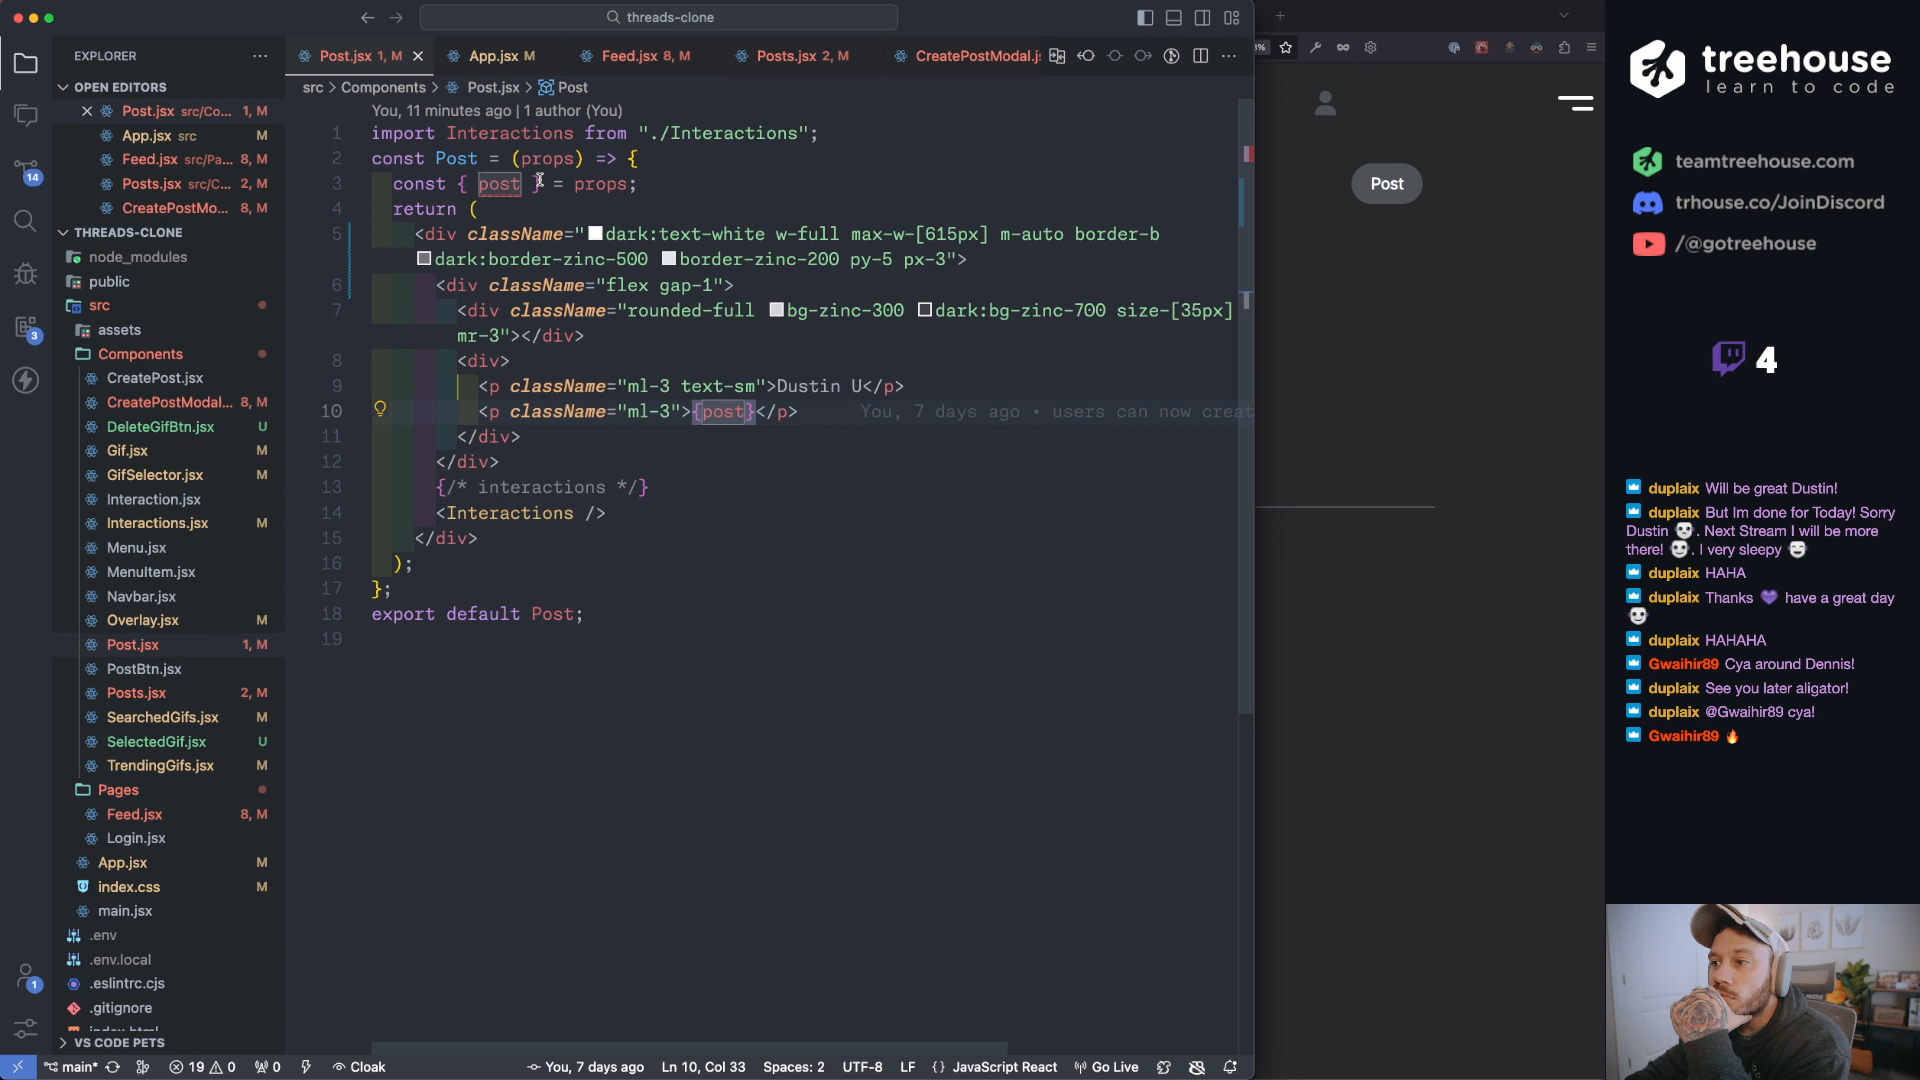 threads-clone
EXPLORER
OPEN EDITORS
Post.jsx src/Co... 1, M
App.jsx src M
Feed.jsx src/Pa... 8, M
Posts.jsx src/C... 2, M
CreatePostMo... 8, M
THREADS-CLONE
node_modules
public
src
assets
Components
CreatePost.jsx
CreatePostModal... 8, M
DeleteGifBtn.jsx U
Gif.jsx M
GifSelector.jsx M
Interaction.jsx
Interactions.jsx M
Menu.jsx
MenuItem.jsx
Navbar.jsx
Overlay.jsx M
Post.jsx 1, M
PostBtn.jsx
Posts.jsx 2, M
SearchedGifs.jsx M
SelectedGif.jsx U
TrendingGifs.jsx M
Pages
Feed.jsx 8, M
Login.jsx
App.jsx M
index.css M
main.jsx
.env
.env.local
.eslintrc.cjs
.gitignore
index.html
VS CODE PETS
14
3
1
Post.jsx 1, M
App.jsx M
Feed.jsx 8, M
Posts.jsx 2, M
CreatePostModal.js
src > Components > Post.jsx > Post
You, 11 minutes ago | 1 author (You)
1 import Interactions from "./Interactions";
2 const Post = (props) => {
3 const { post } = props;
4 return (
5 <div className="dark:text-white w-full max-w-[615px] m-auto border-b
dark:border-zinc-500 border-zinc-200 py-5 px-3">
6 <div className="flex gap-1">
7 <div className="rounded-full bg-zinc-300 dark:bg-zinc-700 size-[35px]
mr-3"></div>
8 <div>
9 <p className="ml-3 text-sm">Dustin U</p>
10 <p className="ml-3">{post}</p> You, 7 days ago • users can now creat
11 </div>
12 </div>
13 {/* interactions */}
14 <Interactions />
15 </div>
16 );
17 };
18 export default Post;
19
main* 19 0 0 Cloak You, 7 days ago Ln 10, Col 33 Spaces: 2 UTF-8 LF {} JavaScript React Go Live
Post
treehouse
learn to code
teamtreehouse.com
trhouse.co/JoinDiscord
/@gotreehouse
4
duplaix Will be great Dustin!
duplaix But Im done for Today! Sorry
Dustin . Next Stream I will be more
there! . I very sleepy
duplaix HAHA
duplaix Thanks 💜 have a great day
duplaix HAHAHA
Gwaihir89 Cya around Dennis!
duplaix See you later aligator!
duplaix @Gwaihir89 cya!
Gwaihir89 🔥